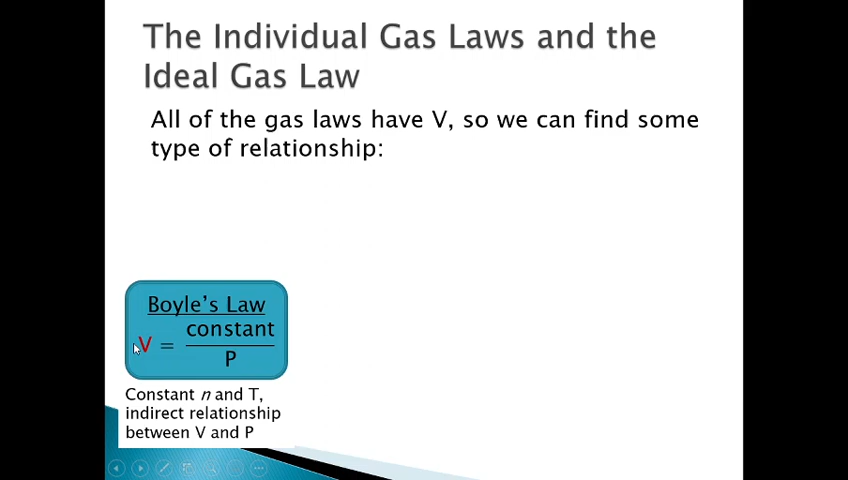 The Individual Gas Laws and the
Ideal Gas Law
All of the gas laws have V, so we can find some
type of relationship:
Boyle's Law
V = constant
P
Constant n and T,
indirect relationship
between V and P